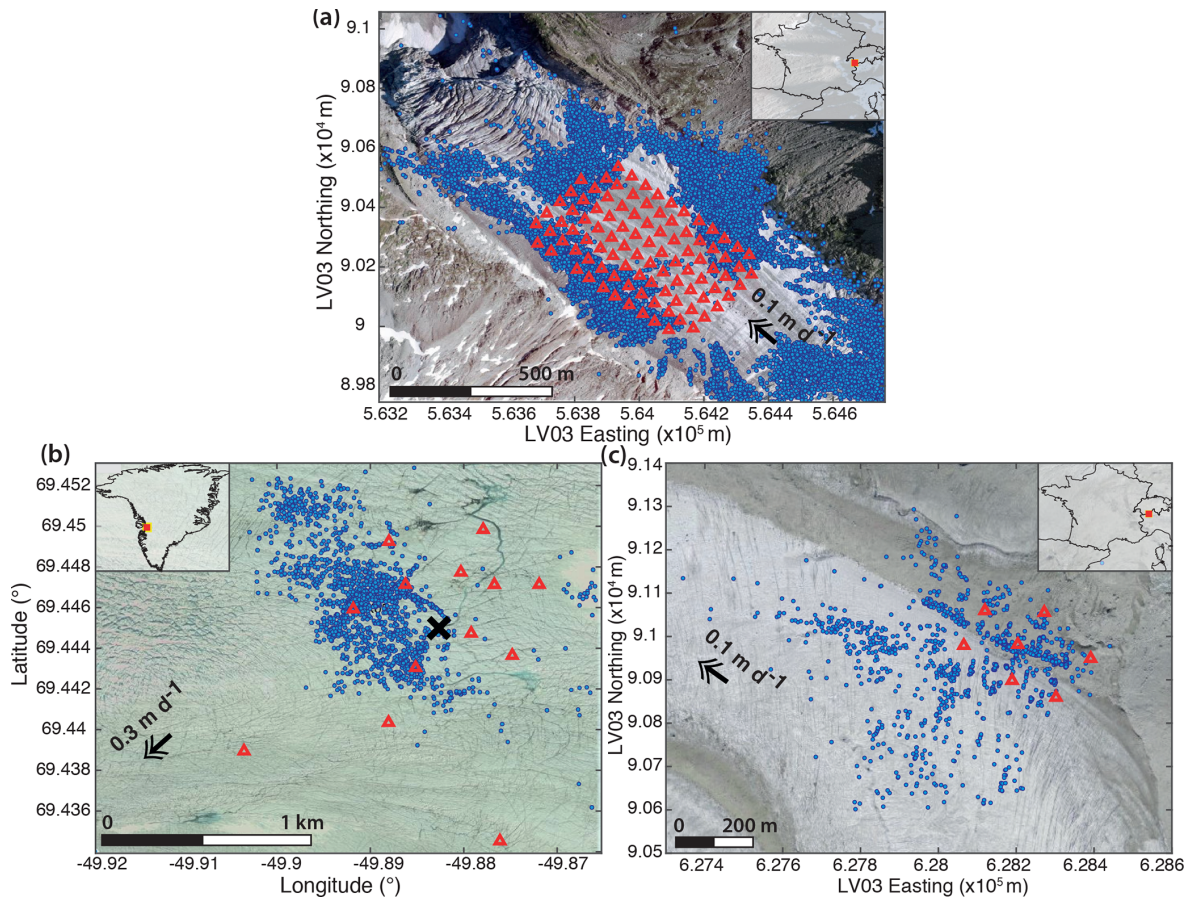 (a)
9.1
9.08
9.06
9.04
9.02
9
8.98
LV03 Northing (x10⁴ m)
0.1 m d⁻¹
0 500 m
5.632 5.634 5.636 5.638 5.64 5.642 5.644 5.646
LV03 Easting (x10⁵ m)
(b)
69.452
69.45
69.448
69.446
69.444
69.442
69.44
69.438
69.436
Latitude (°)
0.3 m d⁻¹
0 1 km
-49.92 -49.91 -49.9 -49.89 -49.88 -49.87
Longitude (°)
(c)
9.14
9.13
9.12
9.11
9.1
9.09
9.08
9.07
9.06
9.05
LV03 Northing (x10⁴ m)
0.1 m d⁻¹
0 200 m
6.274 6.276 6.278 6.28 6.282 6.284 6.286
LV03 Easting (x10⁵ m)